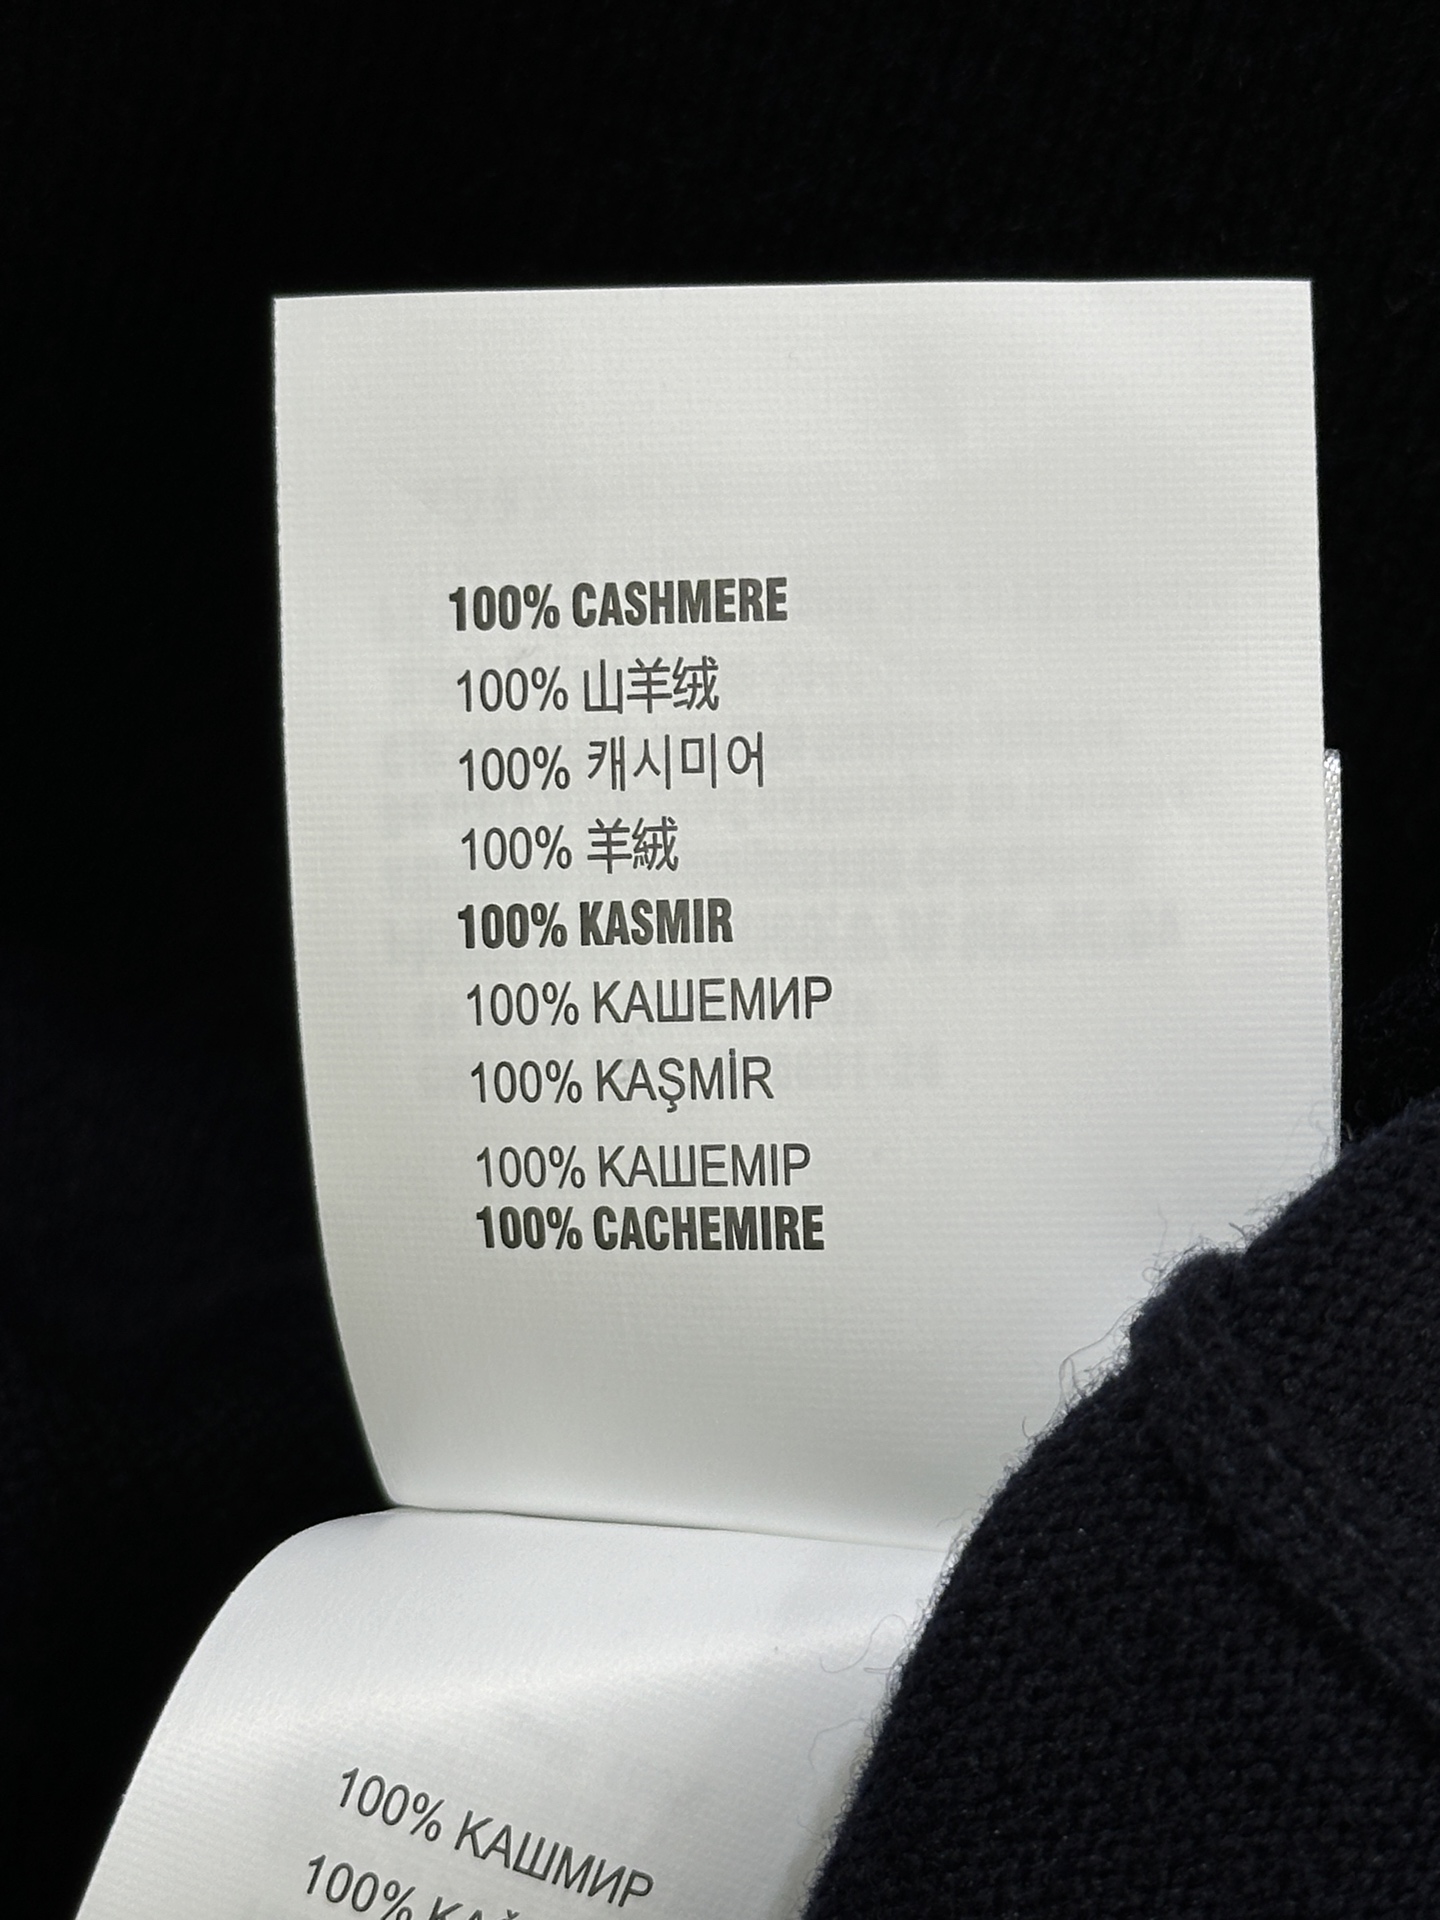 100% CASHMERE
100% 山羊绒
100% 캐시미어
100% 羊絨
100% KASMIR
100% КАШЕМИР
100% KAŞMİR
100% КАШЕМІР
100% CACHEMIRE
100% КАШМИР
100%